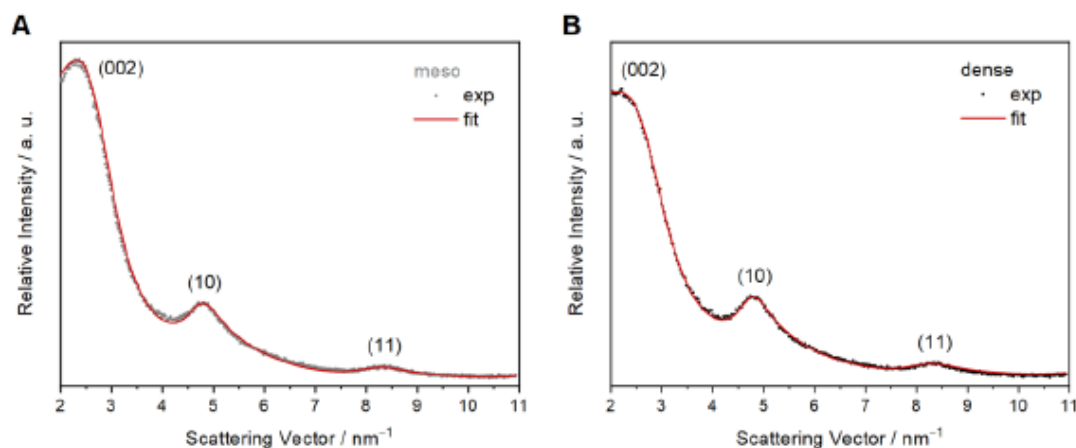 A
Relative Intensity / a. u.
(002)
(10)
(11)
meso
exp
fit
2 3 4 5 6 7 8 9 10 11
Scattering Vector / nm⁻¹
B
Relative Intensity / a. u.
(002)
(10)
(11)
dense
exp
fit
2 3 4 5 6 7 8 9 10 11
Scattering Vector / nm⁻¹